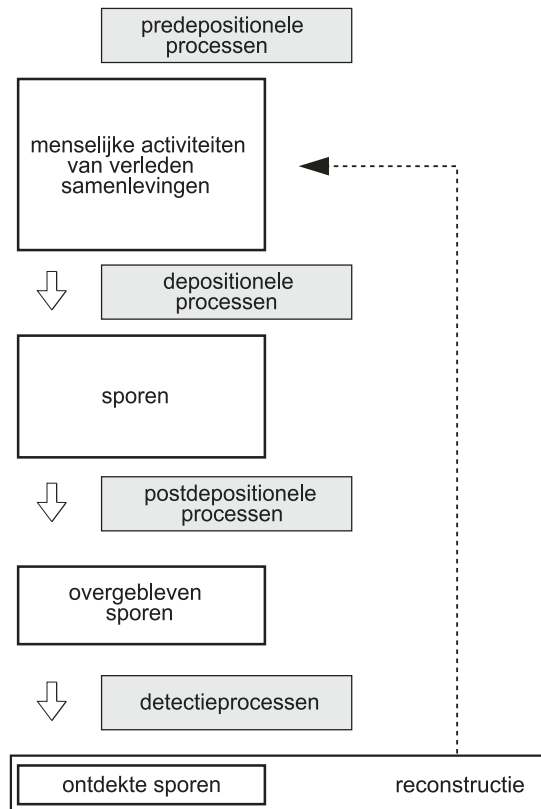 predepositionele
processen
menselijke activiteiten
van verleden
samenlevingen
depositionele
processen
sporen
postdepositionele
processen
overgebleven
sporen
detectieprocessen
ontdekte sporen
reconstructie